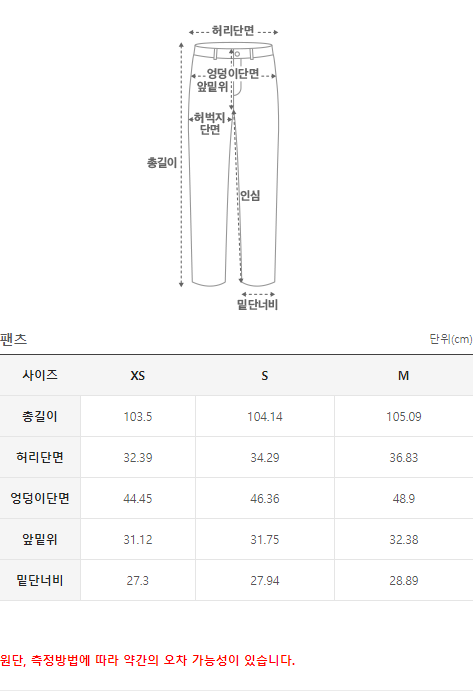 허리단면
엉덩이단면
앞밑위
허벅지
단면
총길이
인심
밑단너비
팬츠 단위(cm)
사이즈 XS S M
총길이 103.5 104.14 105.09
허리단면 32.39 34.29 36.83
엉덩이단면 44.45 46.36 48.9
앞밑위 31.12 31.75 32.38
밑단너비 27.3 27.94 28.89
원단, 측정방법에 따라 약간의 오차 가능성이 있습니다.